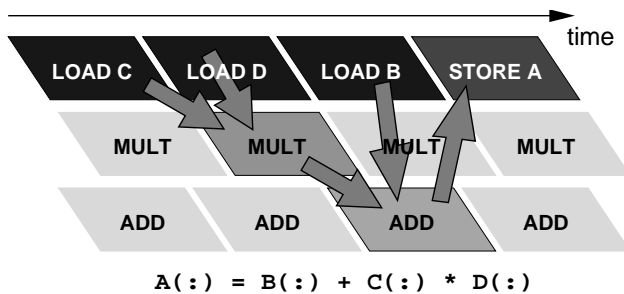 time
LOAD C LOAD D LOAD B STORE A
MULT MULT MULT MULT
ADD ADD ADD ADD
A(:) = B(:) + C(:) * D(:)